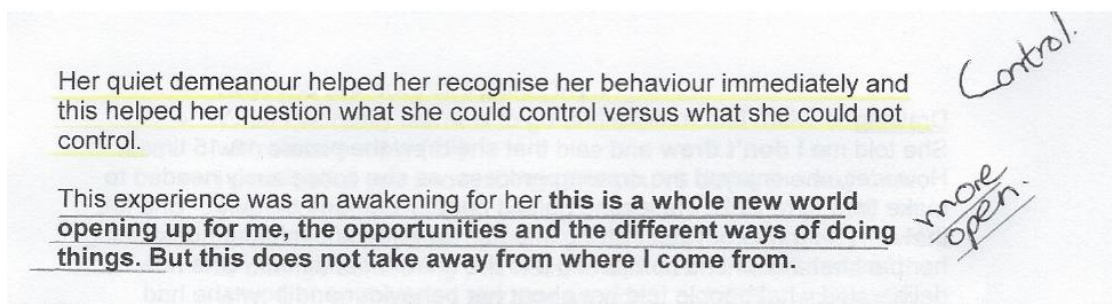 Control.
Her quiet demeanour helped her recognise her behaviour immediately and
this helped her question what she could control versus what she could not
control.
This experience was an awakening for her this is a whole new world
opening up for me, the opportunities and the different ways of doing
things. But this does not take away from where I come from.
more
open.